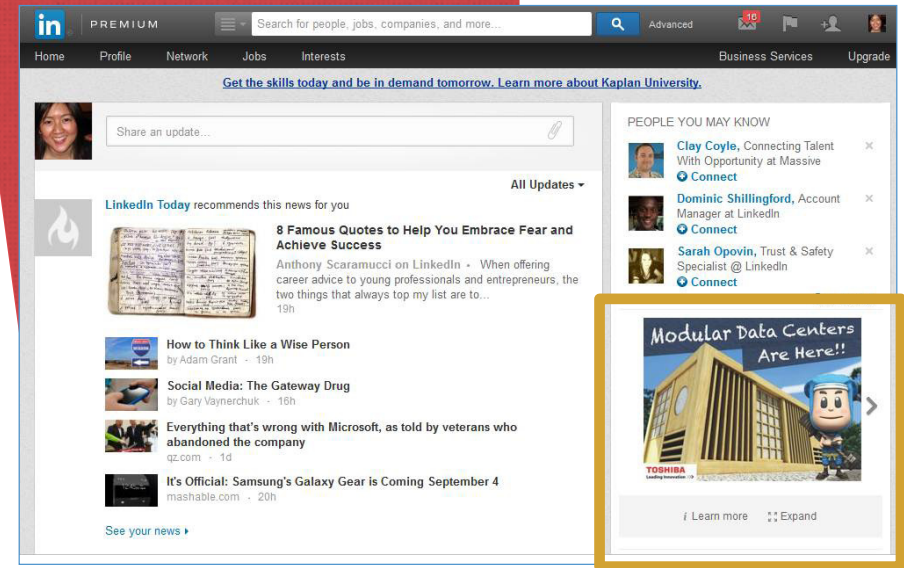 in PREMIUM Search for people, jobs, companies, and more... Advanced 16
Home Profile Network Jobs Interests Business Services Upgrade
Get the skills today and be in demand tomorrow. Learn more about Kaplan University.
Share an update...
All Updates
LinkedIn Today recommends this news for you
8 Famous Quotes to Help You Embrace Fear and
Achieve Success
Anthony Scaramucci on LinkedIn - When offering
career advice to young professionals and entrepreneurs, the
two things that always top my list are to...
19h
How to Think Like a Wise Person
by Adam Grant - 19h
Social Media: The Gateway Drug
by Gary Vaynerchuk - 16h
Everything that's wrong with Microsoft, as told by veterans who
abandoned the company
qz.com - 1d
It's Official: Samsung's Galaxy Gear is Coming September 4
mashable.com - 20h
See your news
PEOPLE YOU MAY KNOW
Clay Coyle, Connecting Talent
With Opportunity at Massive
Connect
Dominic Shillingford, Account
Manager at LinkedIn
Connect
Sarah Opovin, Trust & Safety
Specialist @ LinkedIn
Connect
Modular Data Centers
Are Here!!
TOSHIBA
Leading Innovation >>>
i Learn more Expand